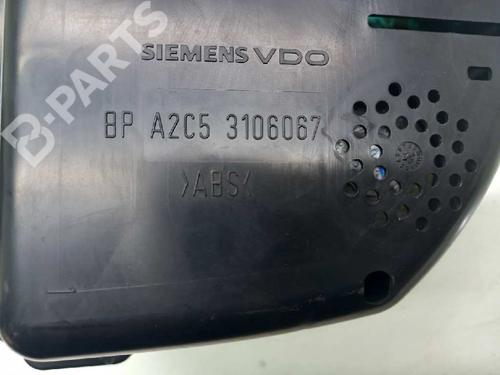 SIEMENS VDO
BP A2C5 3106067
>ABS<
B-PARTS